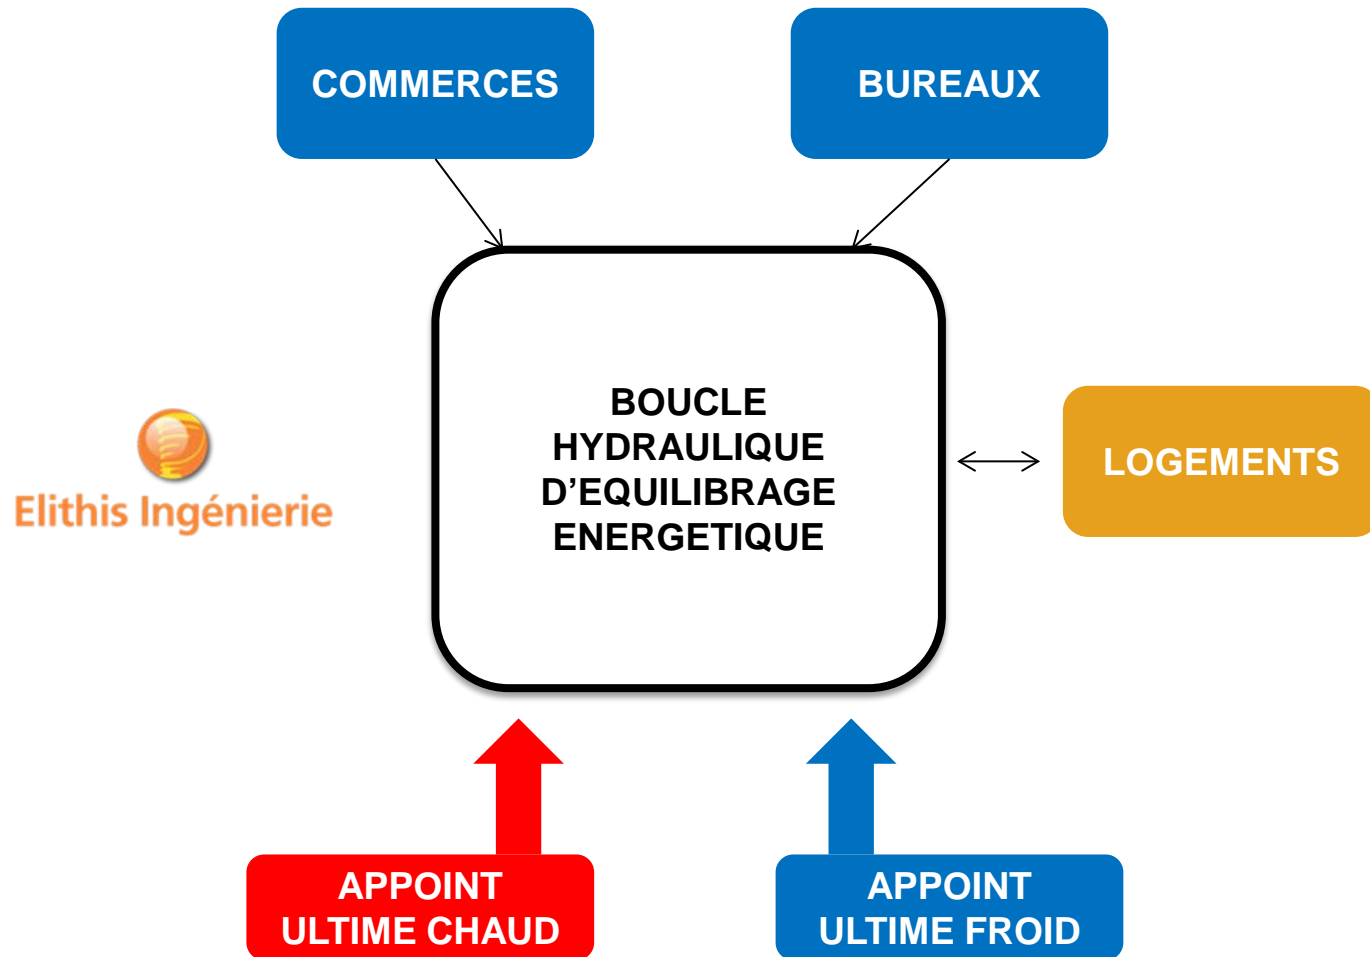 COMMERCES
BUREAUX
BOUCLE
HYDRAULIQUE
D’EQUILIBRAGE
ENERGETIQUE
LOGEMENTS
Elithis Ingénierie
APPOINT
ULTIME CHAUD
APPOINT
ULTIME FROID